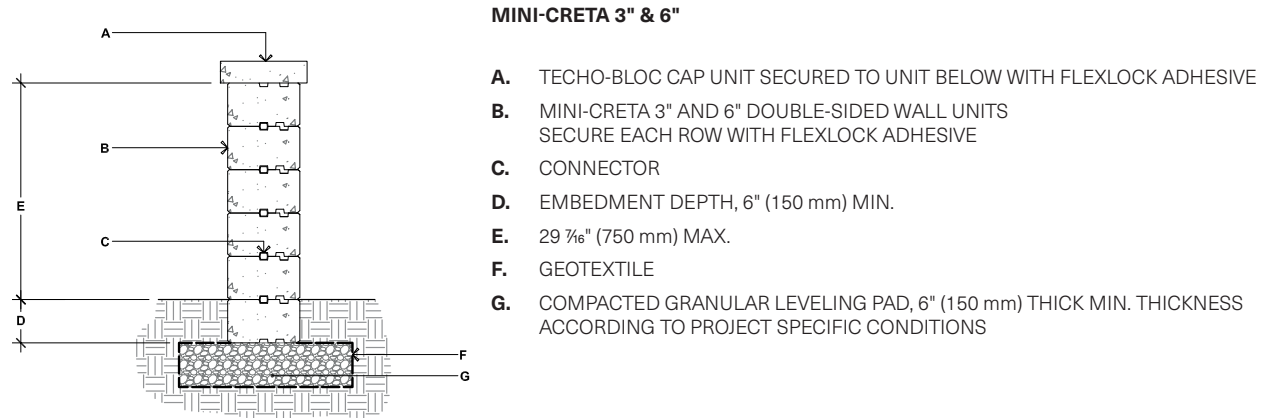 MINI-CRETA 3" & 6"
A. TECHO-BLOC CAP UNIT SECURED TO UNIT BELOW WITH FLEXLOCK ADHESIVE
B. MINI-CRETA 3" AND 6" DOUBLE-SIDED WALL UNITS
SECURE EACH ROW WITH FLEXLOCK ADHESIVE
C. CONNECTOR
D. EMBEDMENT DEPTH, 6" (150 mm) MIN.
E. 29 7⁄16" (750 mm) MAX.
F. GEOTEXTILE
G. COMPACTED GRANULAR LEVELING PAD, 6" (150 mm) THICK MIN. THICKNESS
ACCORDING TO PROJECT SPECIFIC CONDITIONS
A
B
E
C
D
F
G